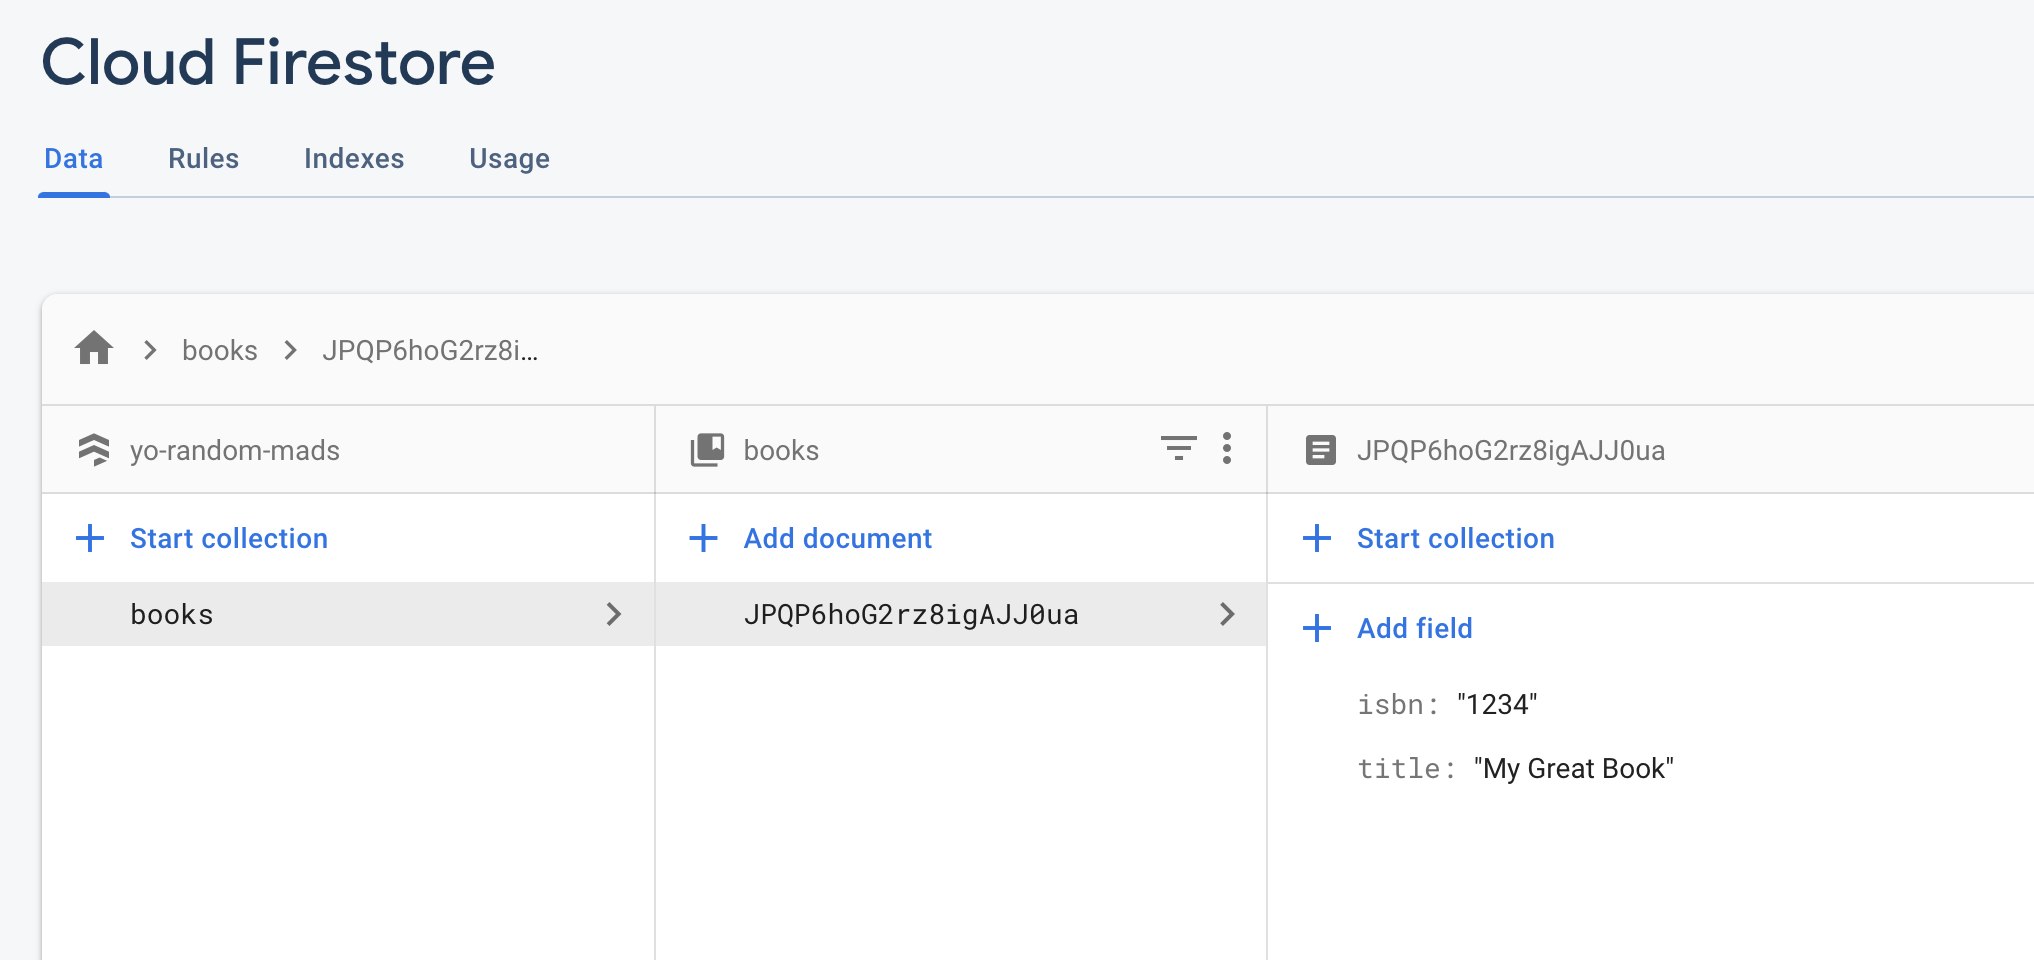 Cloud Firestore
Data Rules Indexes Usage
books JPQP6hoG2rz8i...
yo-random-mads
books
JPQP6hoG2rz8igAJJ0ua
Start collection
Add document
Start collection
books
JPQP6hoG2rz8igAJJ0ua
Add field
isbn: "1234"
title: "My Great Book"